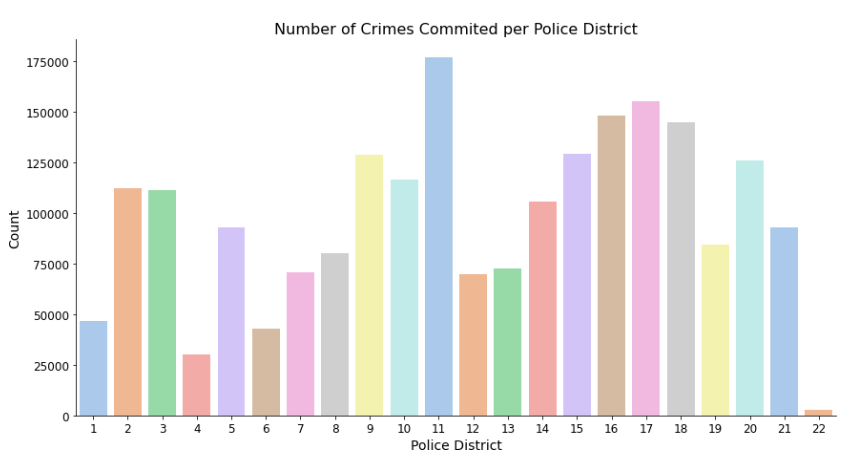 Number of Crimes Commited per Police District
175000
150000
125000
100000
75000
50000
25000
0
Count
1 2 3 4 5 6 7 8 9 10 11 12 13 14 15 16 17 18 19 20 21 22
Police District